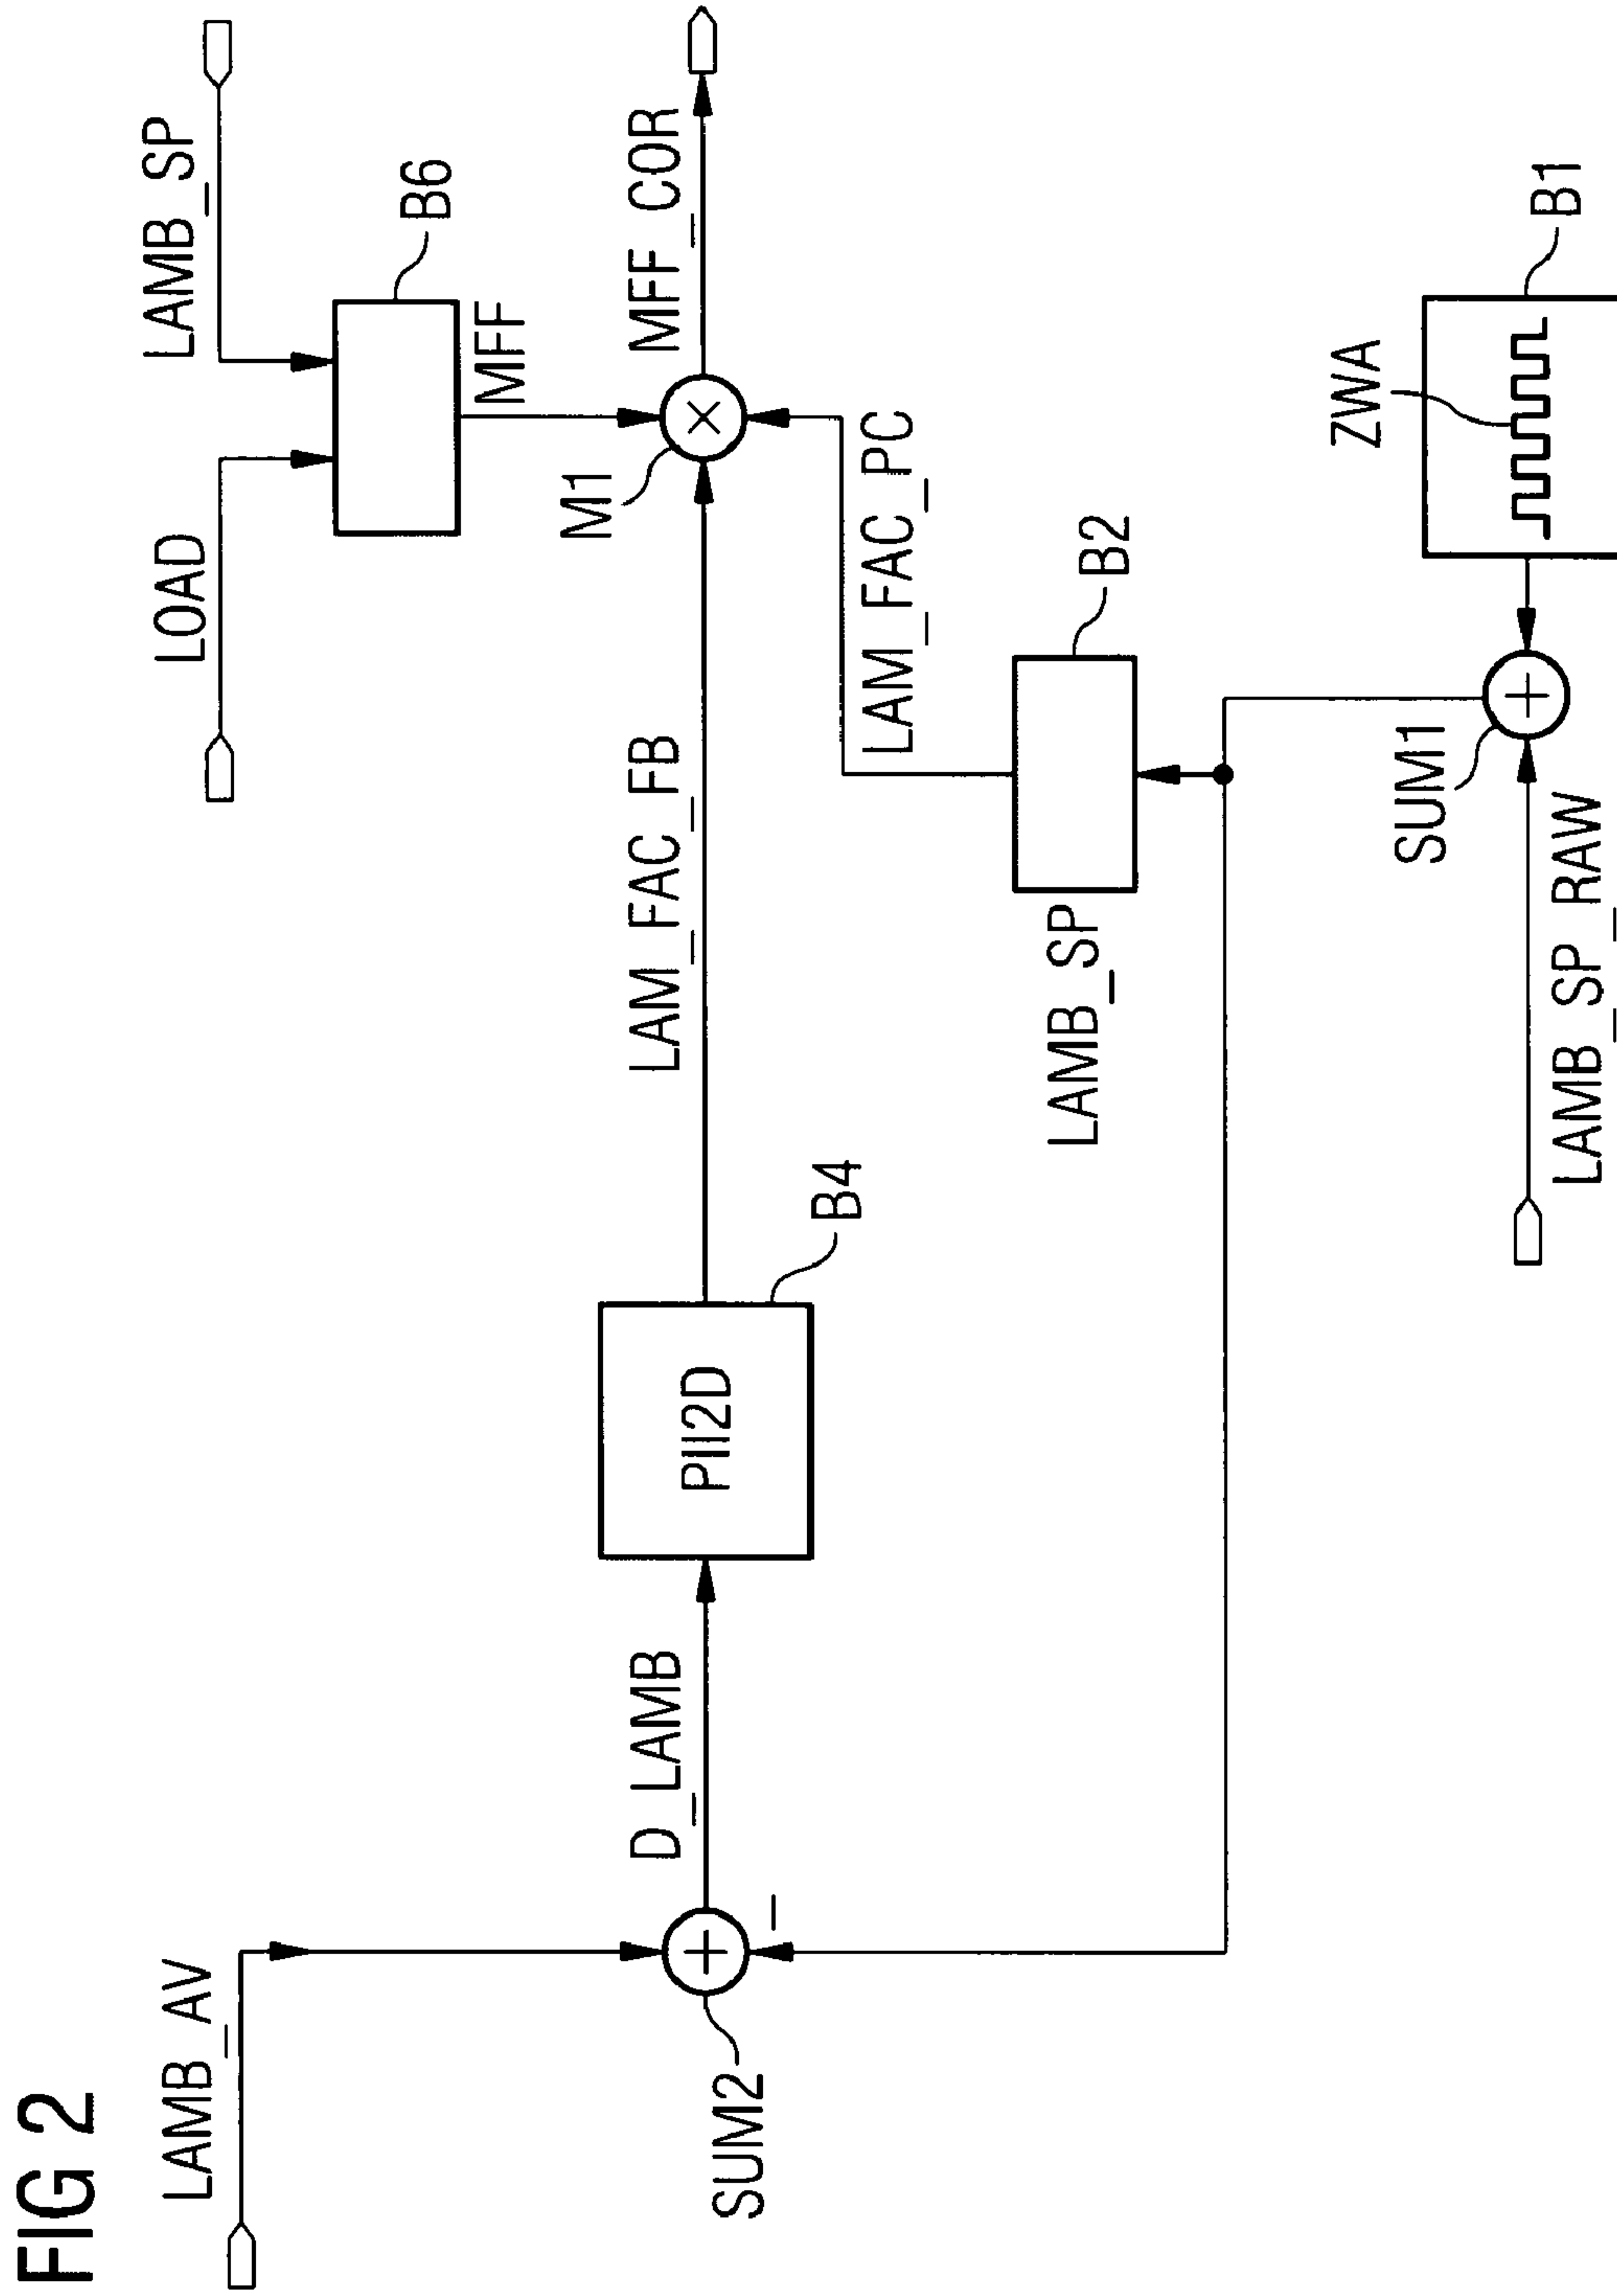 FIG 2
LAMB_AV
LOAD
LAMB_SP
B6
MFF
SUM2
D_LAMB
PII2D
B4
LAM_FAC_FB
M1
MFF_COR
LAM_FAC_PC
LAMB_SP
B2
ZWA
SUM1
B1
LAMB_SP_RAW